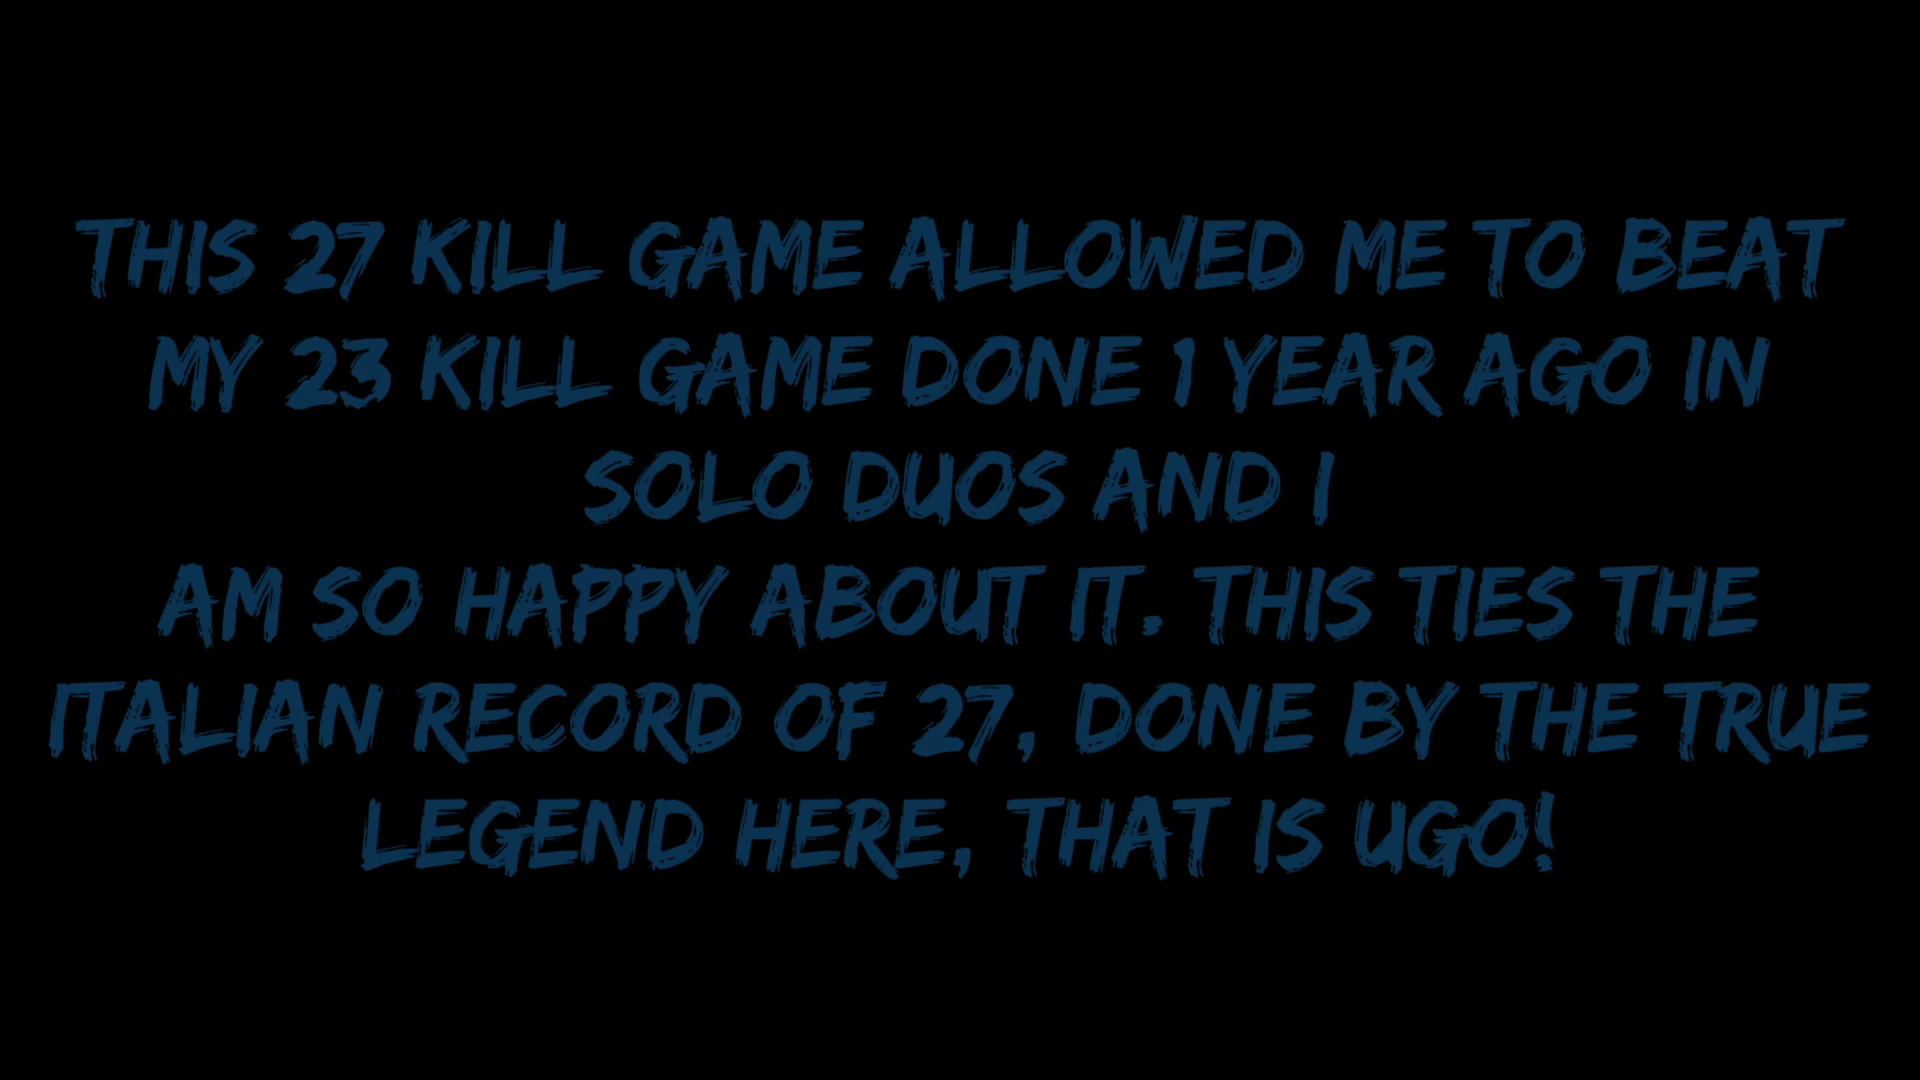 THIS 27 KILL GAME ALLOWED ME TO BEAT
MY 23 KILL GAME DONE 1 YEAR AGO IN
SOLO DUOS AND I
AM SO HAPPY ABOUT IT. THIS TIES THE
ITALIAN RECORD OF 27, DONE BY THE TRUE
LEGEND HERE, THAT IS UGO!